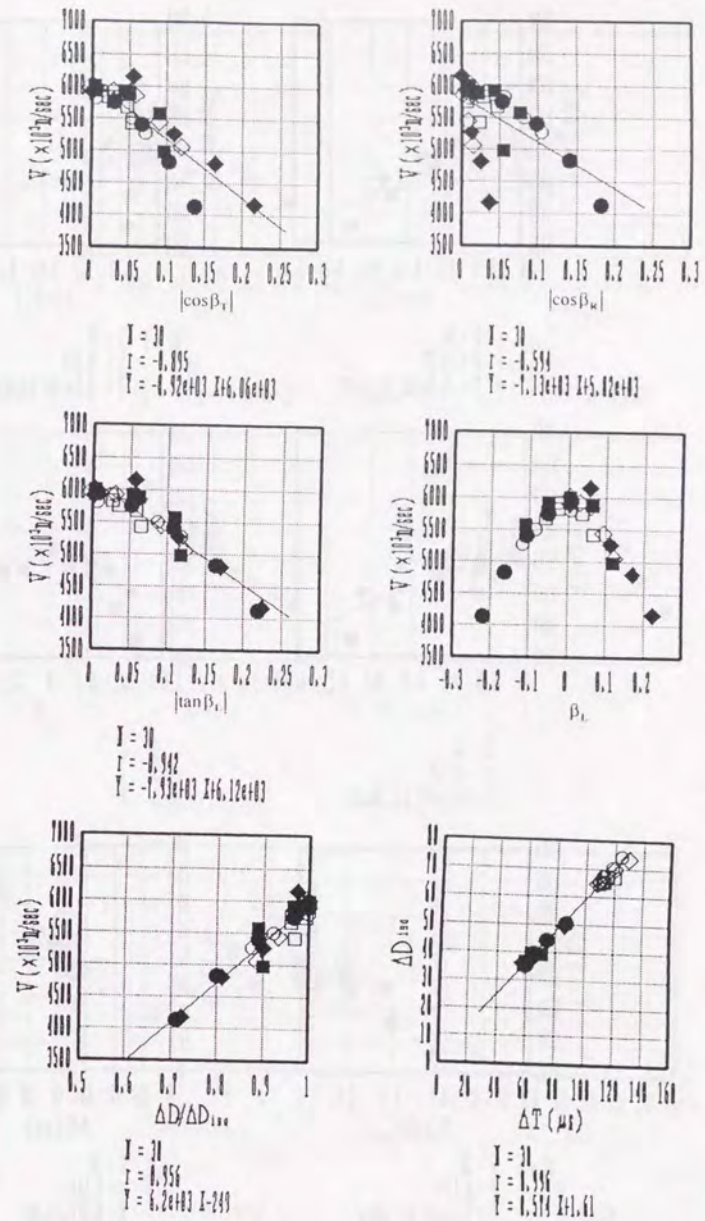 7000
6500
6000
5500
5000
4500
4000
3500
V (×10³m/sec)
0 0.05 0.1 0.15 0.2 0.25 0.3
|cosβT|
N = 30
r = -0.895
Y = -8.92e+03 X+6.06e+03
7000
6500
6000
5500
5000
4500
4000
3500
V (×10³m/sec)
0 0.05 0.1 0.15 0.2 0.25 0.3
|cosβR|
N = 30
r = -0.594
Y = -7.13e+03 X+5.82e+03
7000
6500
6000
5500
5000
4500
4000
3500
V (×10³m/sec)
0 0.05 0.1 0.15 0.2 0.25 0.3
|tanβL|
N = 30
r = -0.942
Y = -7.93e+03 X+6.12e+03
7000
6500
6000
5500
5000
4500
4000
3500
V (×10³m/sec)
-0.3 -0.2 -0.1 0 0.1 0.2
βL
7000
6500
6000
5500
5000
4500
4000
3500
V (×10³m/sec)
0.5 0.6 0.7 0.8 0.9 1
ΔD/ΔDine
N = 30
r = 0.956
Y = 6.2e+03 X-249
80
70
60
50
40
30
20
10
0
ΔDine
0 20 40 60 80 100 120 140 160
ΔT (μs)
N = 30
r = 0.996
Y = 0.574 X+1.61